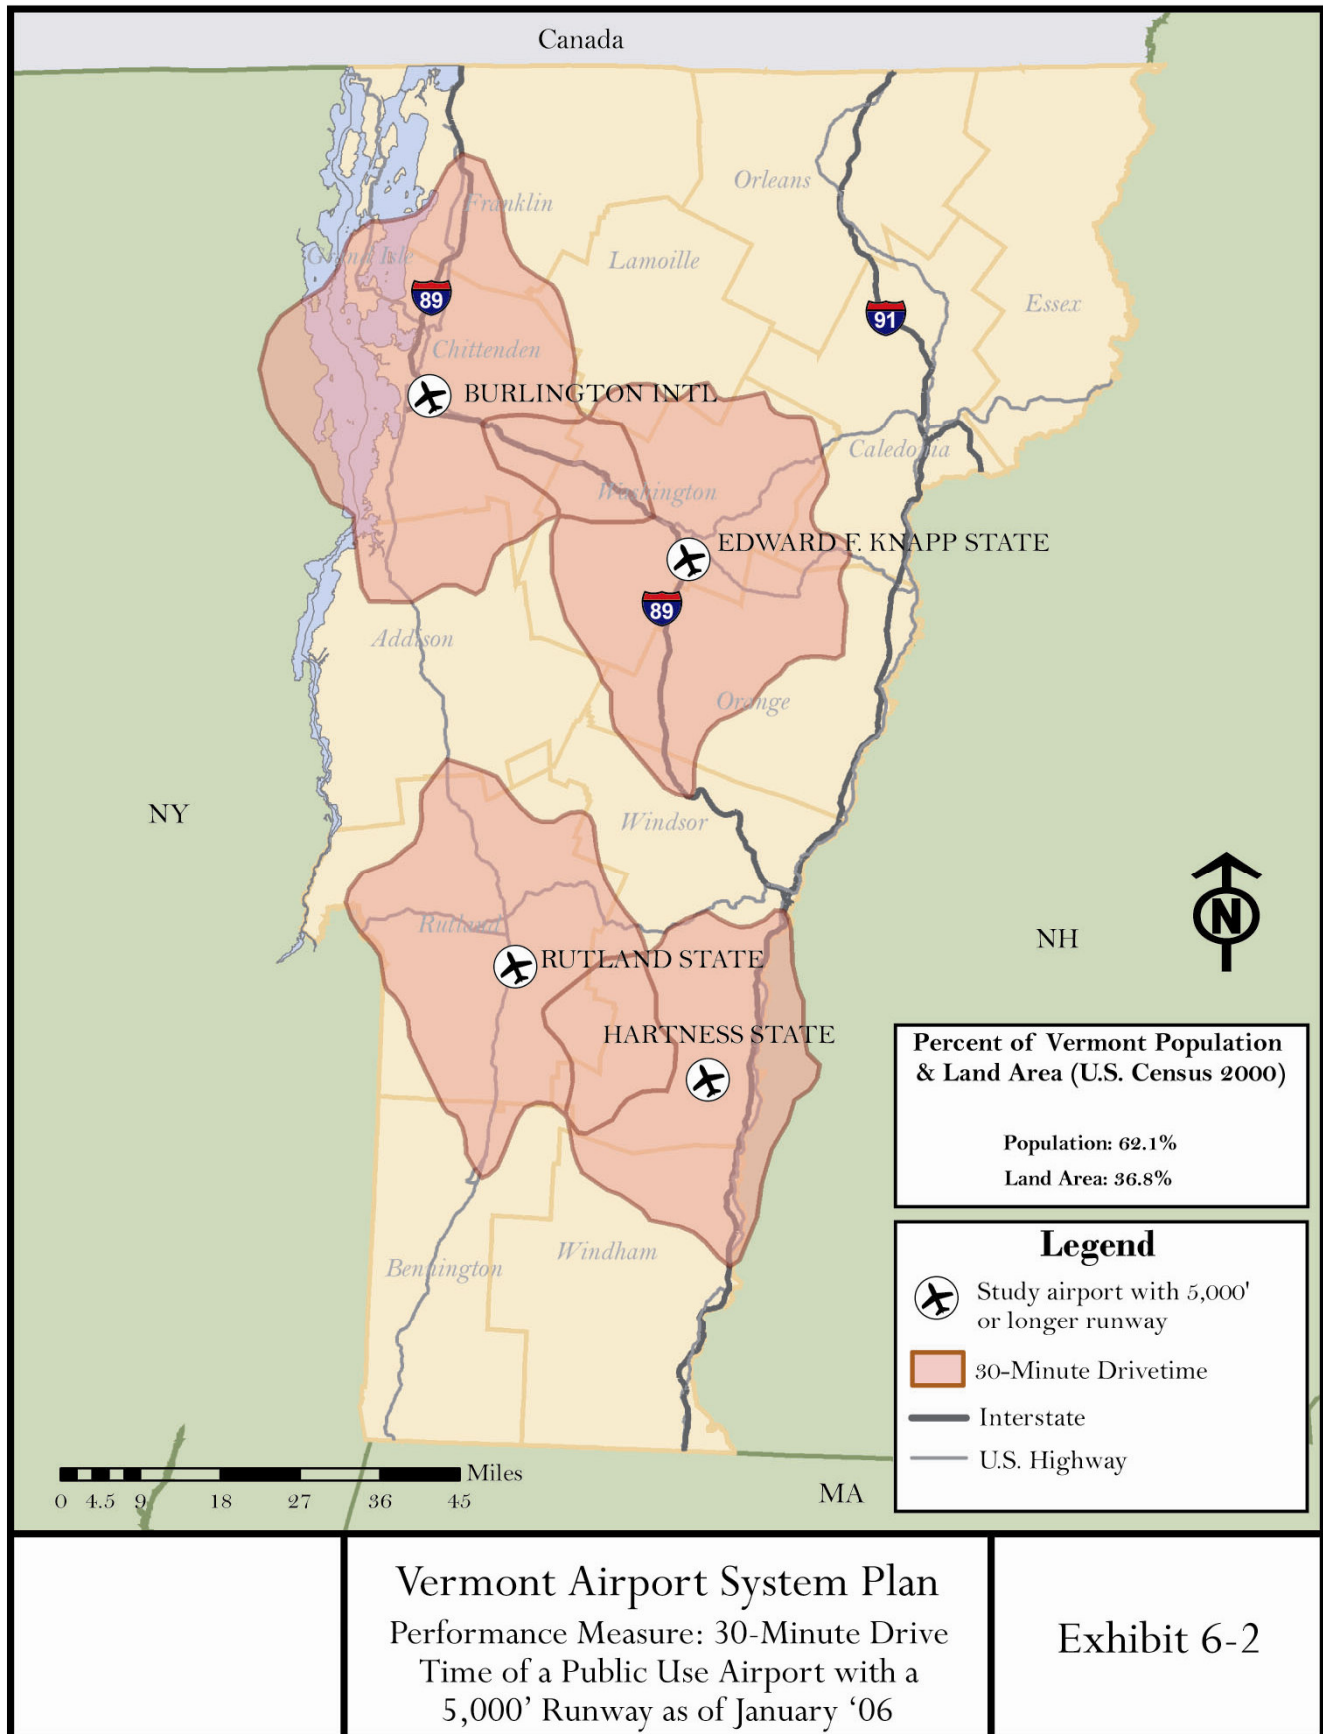 Canada
Orleans
Franklin
Grand Isle
Lamoille
Essex
89
91
Chittenden
BURLINGTON INTL
Caledonia
Washington
EDWARD F. KNAPP STATE
89
Addison
Orange
NY
Windsor
N
Rutland
NH
RUTLAND STATE
HARTNESS STATE
Percent of Vermont Population
& Land Area (U.S. Census 2000)
Population: 62.1%
Land Area: 36.8%
Windham
Bennington
Legend
Study airport with 5,000'
or longer runway
30-Minute Drivetime
Interstate
U.S. Highway
Miles
0 4.5 9 18 27 36 45
MA
Vermont Airport System Plan
Performance Measure: 30-Minute Drive
Time of a Public Use Airport with a
5,000’ Runway as of January ‘06
Exhibit 6-2